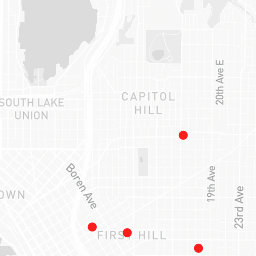 20th Ave E
CAPITOL
HILL
SOUTH LAKE
UNION
Boren Ave
19th Ave
23rd Ave
OWN
FIRST HILL